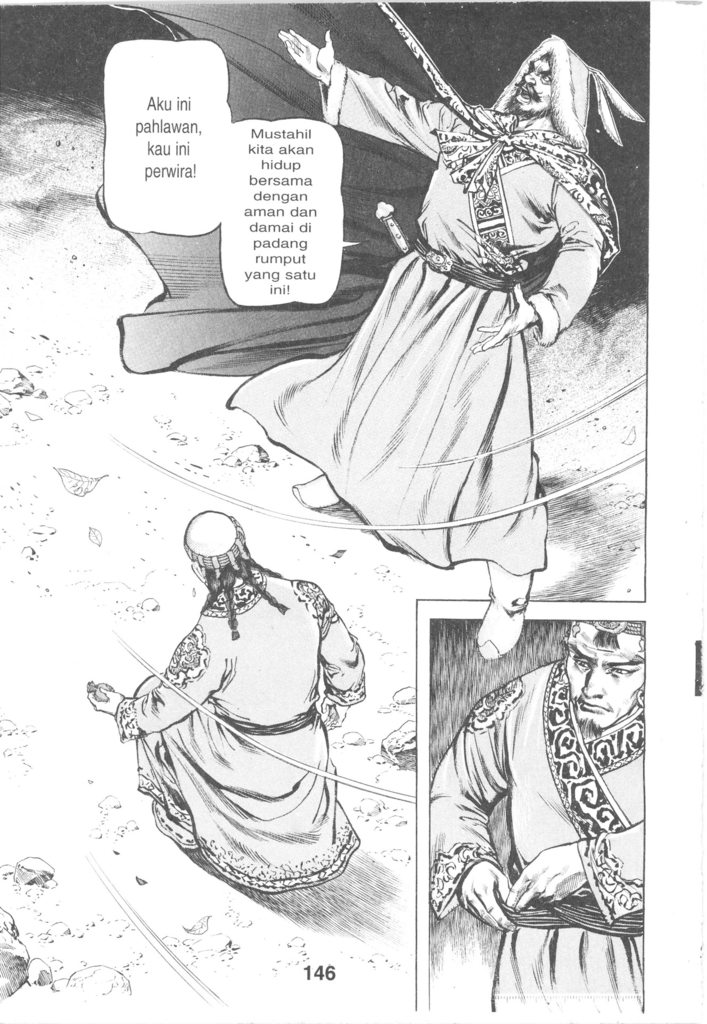 Aku ini
pahlawan,
kau ini
perwira!
Mustahil
kita akan
hidup
bersama
dengan
aman dan
damai di
padang
rumput
yang satu
ini!
146